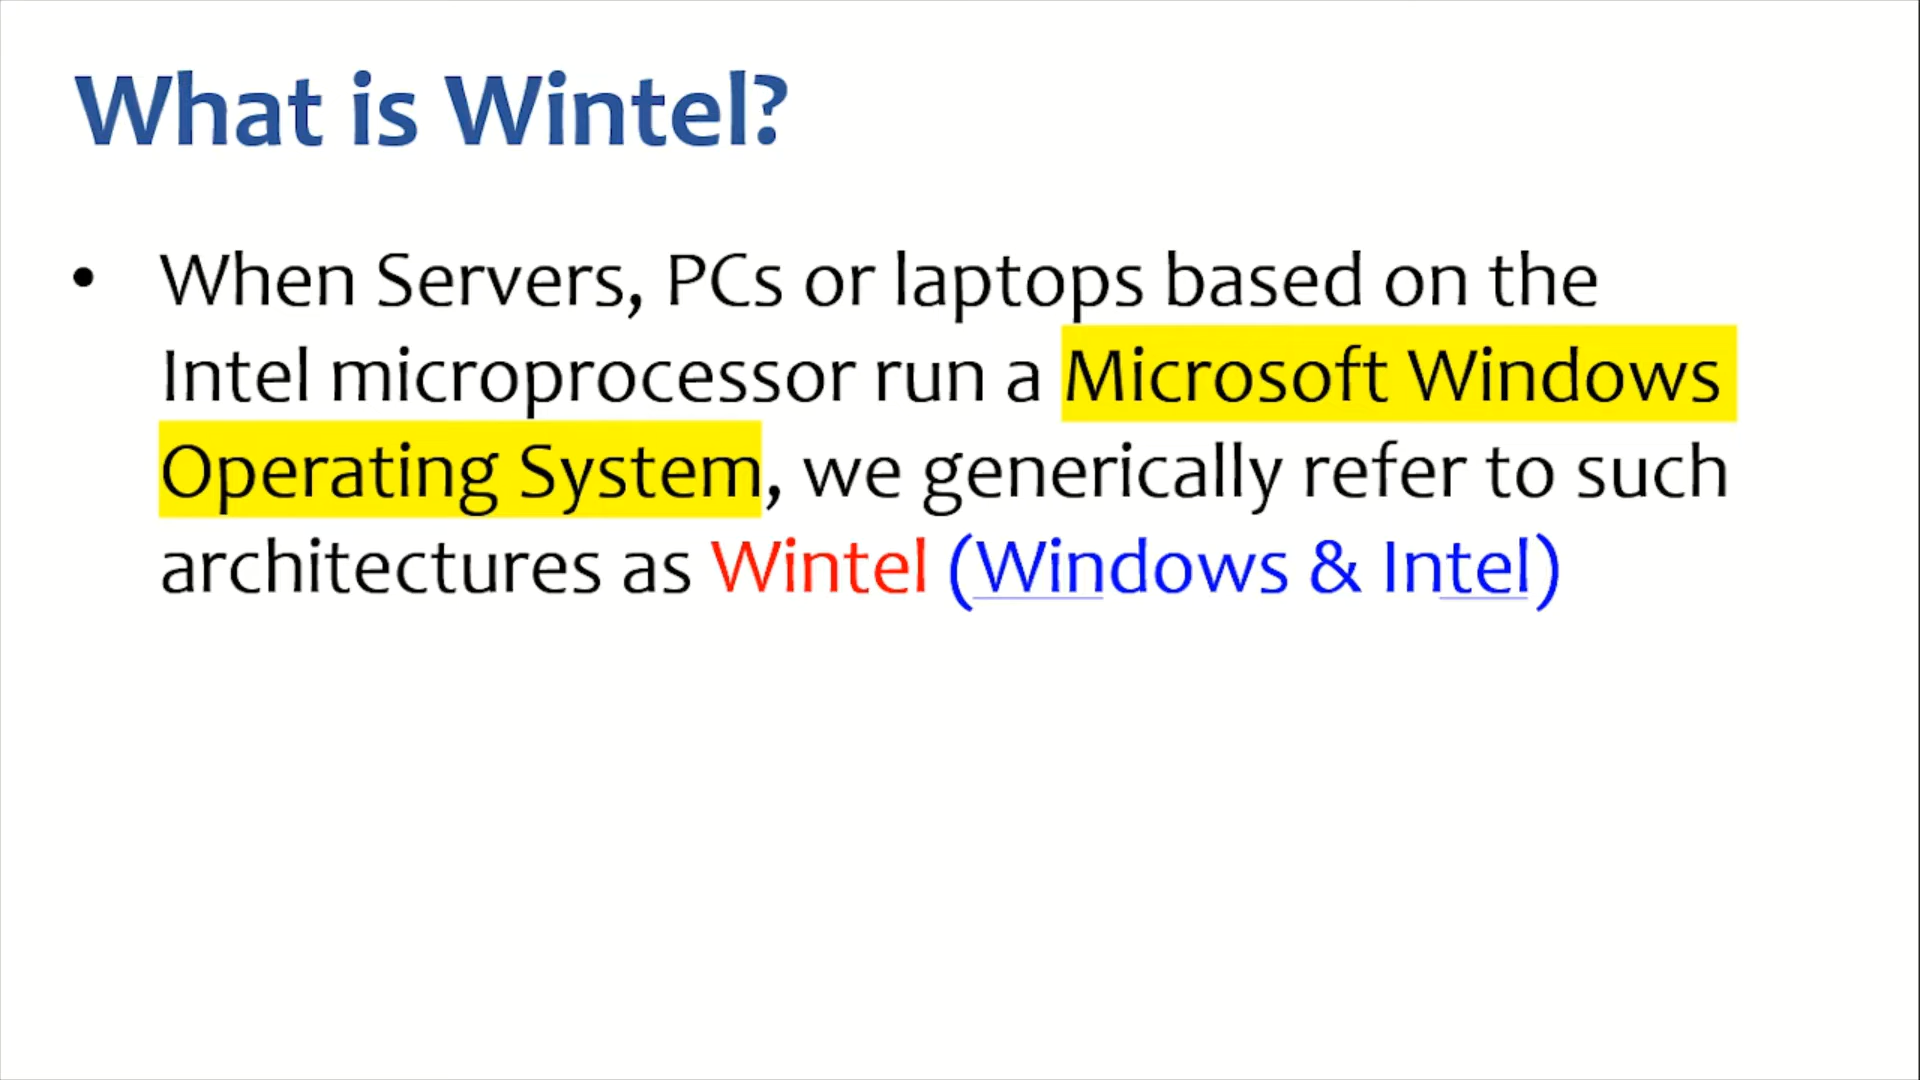 What is Wintel?
• When Servers, PCs or laptops based on the
Intel microprocessor run a Microsoft Windows
Operating System, we generically refer to such
architectures as Wintel (Windows & Intel)